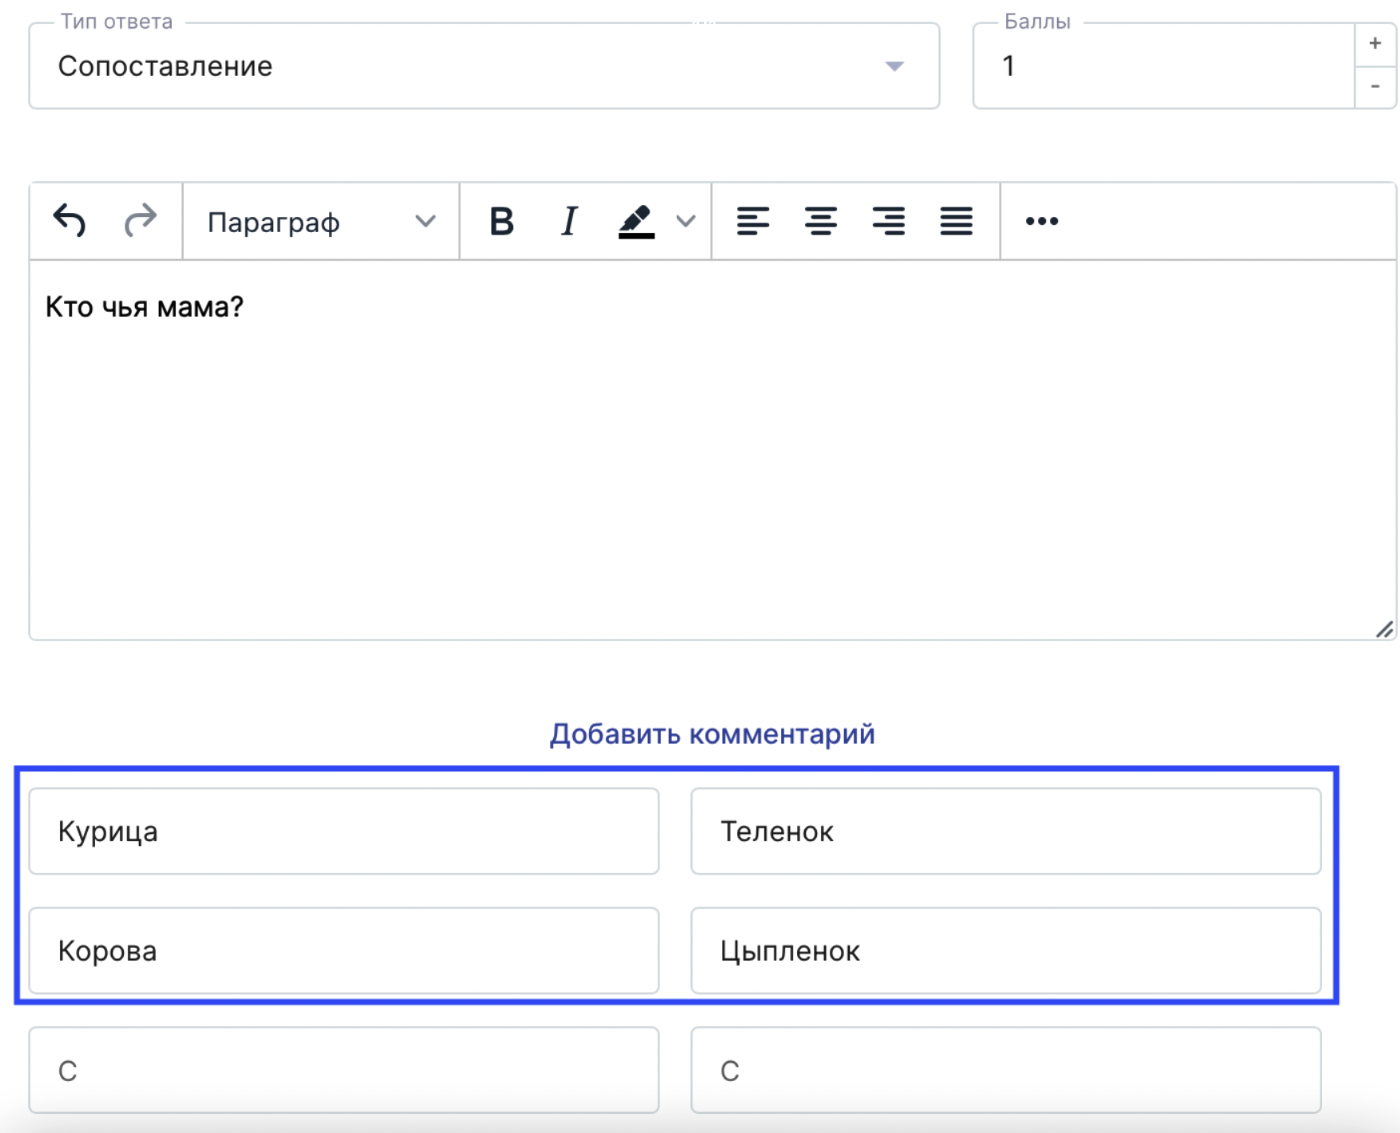 Тип ответа
Баллы
Сопоставление
1
+
-
Параграф
B I
Кто чья мама?
Добавить комментарий
Курица
Теленок
Корова
Цыпленок
С
С